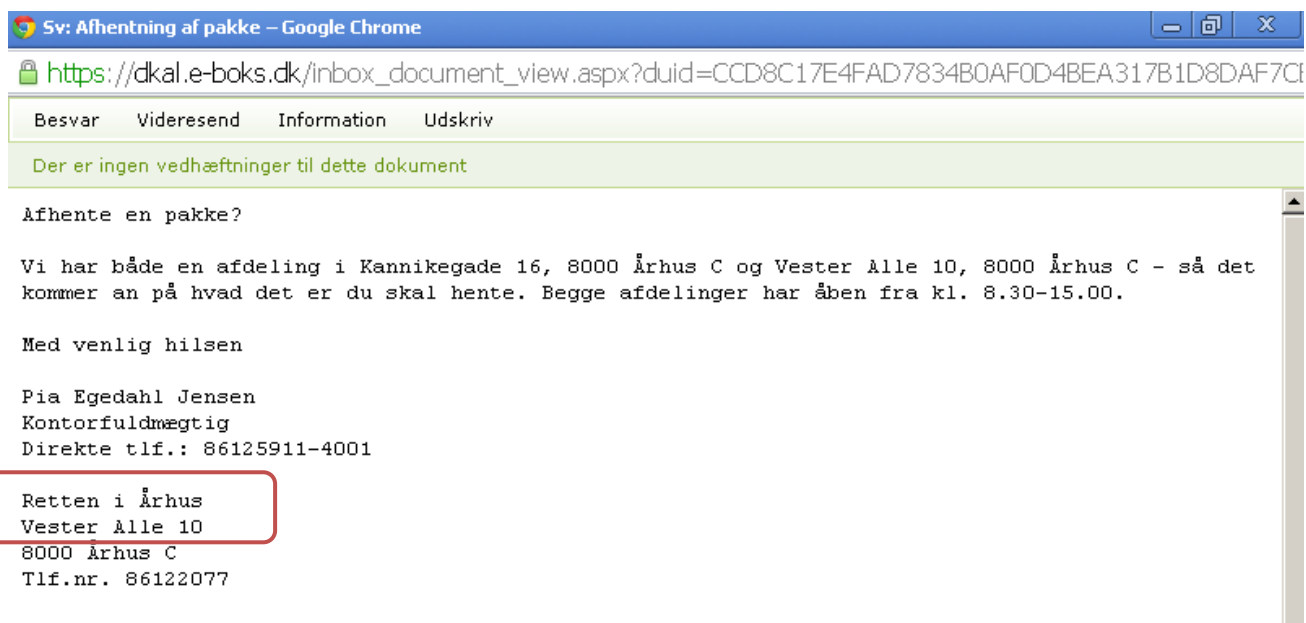 Sv: Afhentning af pakke – Google Chrome
https://dkal.e-boks.dk/inbox_document_view.aspx?duid=CCD8C17E4FAD7834B0AF0D4BEA317B1D8DAF7CE
Besvar Videresend Information Udskriv
Der er ingen vedhæftninger til dette dokument
Afhente en pakke?
Vi har både en afdeling i Kannikegade 16, 8000 Århus C og Vester Alle 10, 8000 Århus C - så det
kommer an på hvad det er du skal hente. Begge afdelinger har åben fra kl. 8.30-15.00.
Med venlig hilsen
Pia Egedahl Jensen
Kontorfuldmægtig
Direkte tlf.: 86125911-4001
Retten i Århus
Vester Alle 10
8000 Århus C
Tlf.nr. 86122077